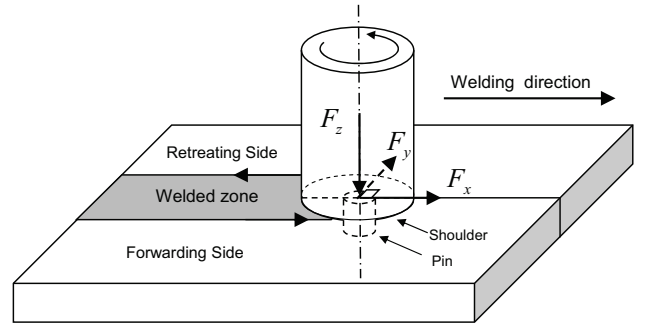 Welding direction
F_z
F_y
Retreating Side
Welded zone
F_x
Shoulder
Forwarding Side
Pin